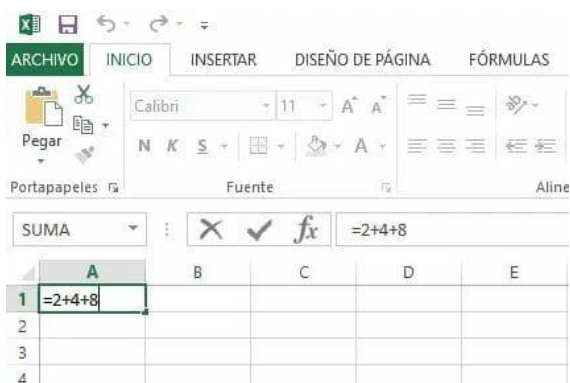 ARCHIVO INICIO INSERTAR DISEÑO DE PÁGINA FÓRMULAS
Calibri 11 A A
Pegar
N K S A
Portapapeles Fuente Aline
SUMA fx =2+4+8
A B C D E
1 =2+4+8
2
3
4